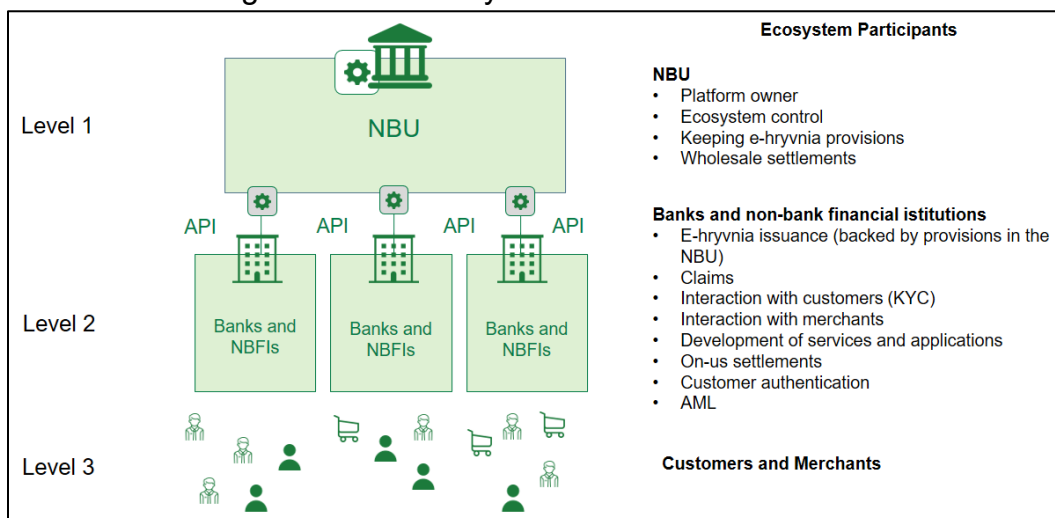 Ecosystem Participants
Level 1
NBU
API
API
API
API
Banks and
NBFIs
Banks and
NBFIs
Banks and
NBFIs
Level 2
Level 3
NBU
• Platform owner
• Ecosystem control
• Keeping e-hryvnia provisions
• Wholesale settlements
Banks and non-bank financial istitutions
• E-hryvnia issuance (backed by provisions in the
NBU)
• Claims
• Interaction with customers (KYC)
• Interaction with merchants
• Development of services and applications
• On-us settlements
• Customer authentication
• AML
Customers and Merchants